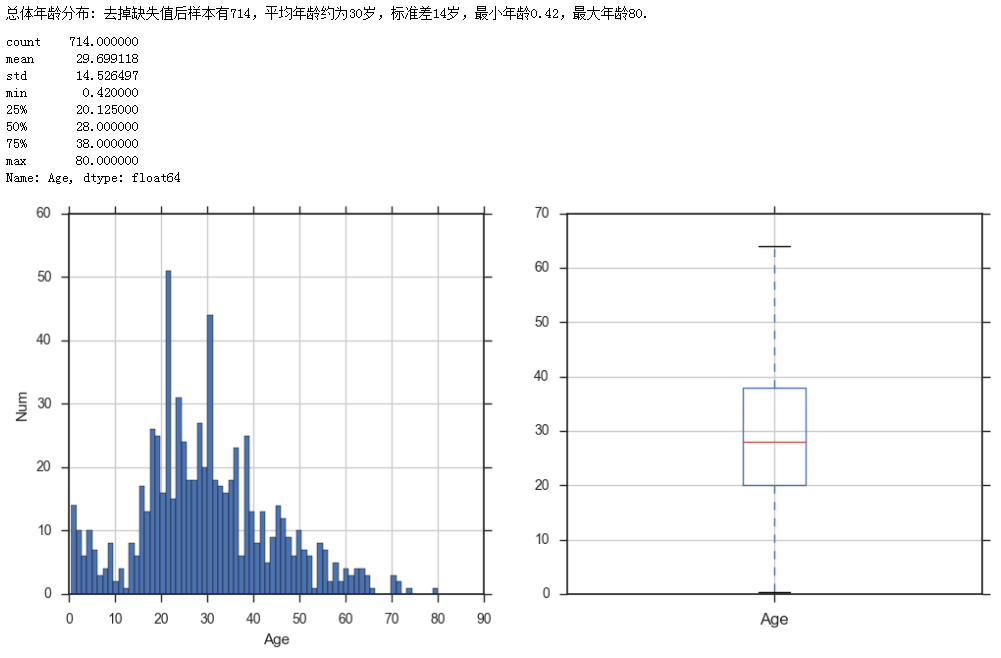 总体年龄分布: 去掉缺失值后样本有714，平均年龄约为30岁，标准差14岁，最小年龄0.42，最大年龄80.
count    714.000000
mean      29.699118
std       14.526497
min        0.420000
25%       20.125000
50%       28.000000
75%       38.000000
max       80.000000
Name: Age, dtype: float64
60
50
40
30
20
10
0
Num
0 10 20 30 40 50 60 70 80 90
Age
70
60
50
40
30
20
10
0
Age